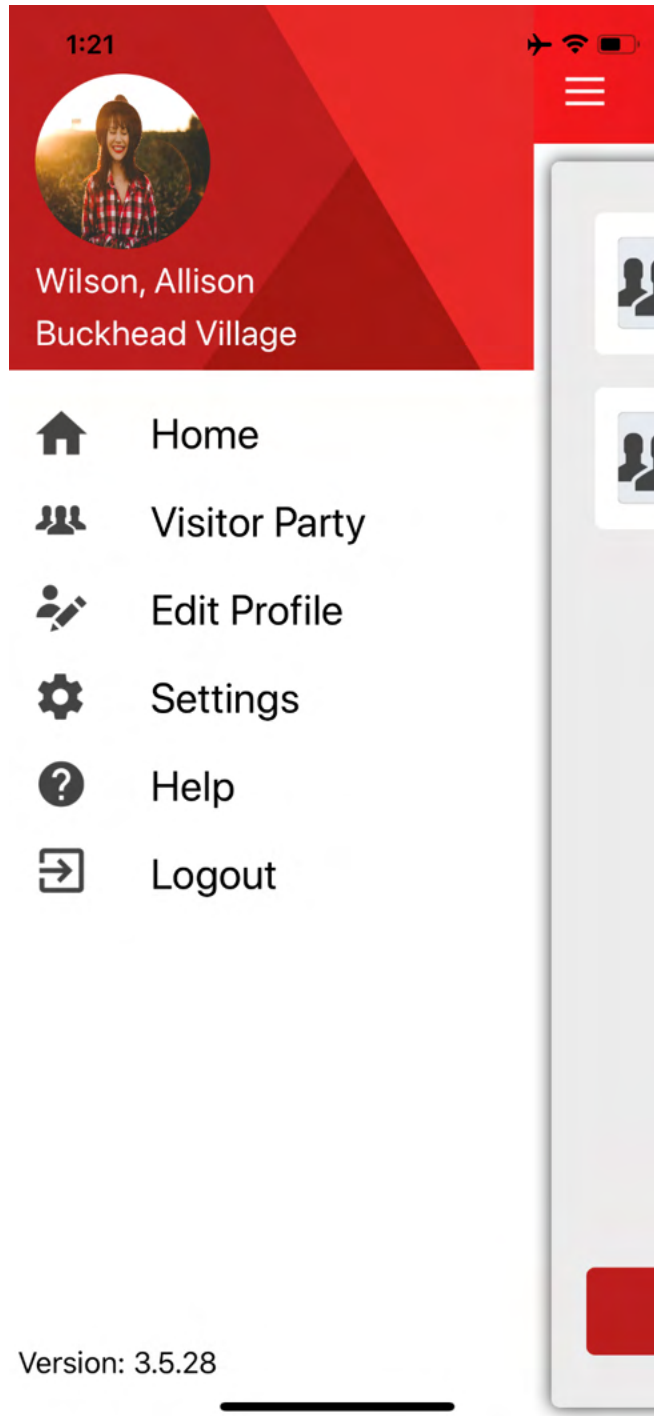 1:21
Wilson, Allison
Buckhead Village
Home
Visitor Party
Edit Profile
Settings
Help
Logout
Version: 3.5.28